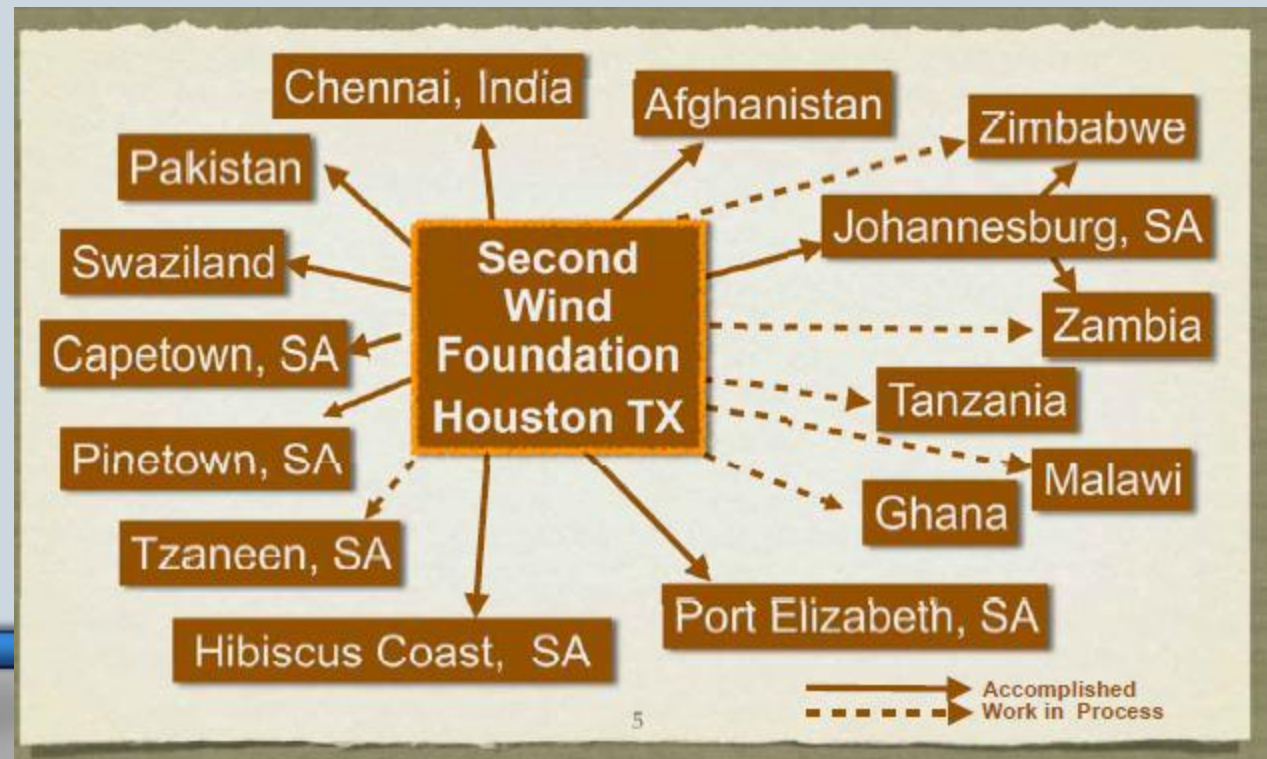 Chennai, India
Afghanistan
Zimbabwe
Pakistan
Johannesburg, SA
Swaziland
Second
Wind
Foundation
Houston TX
Zambia
Capetown, SA
Tanzania
Pinetown, SA
Malawi
Ghana
Tzaneen, SA
Port Elizabeth, SA
Hibiscus Coast, SA
Accomplished
Work in Process
5